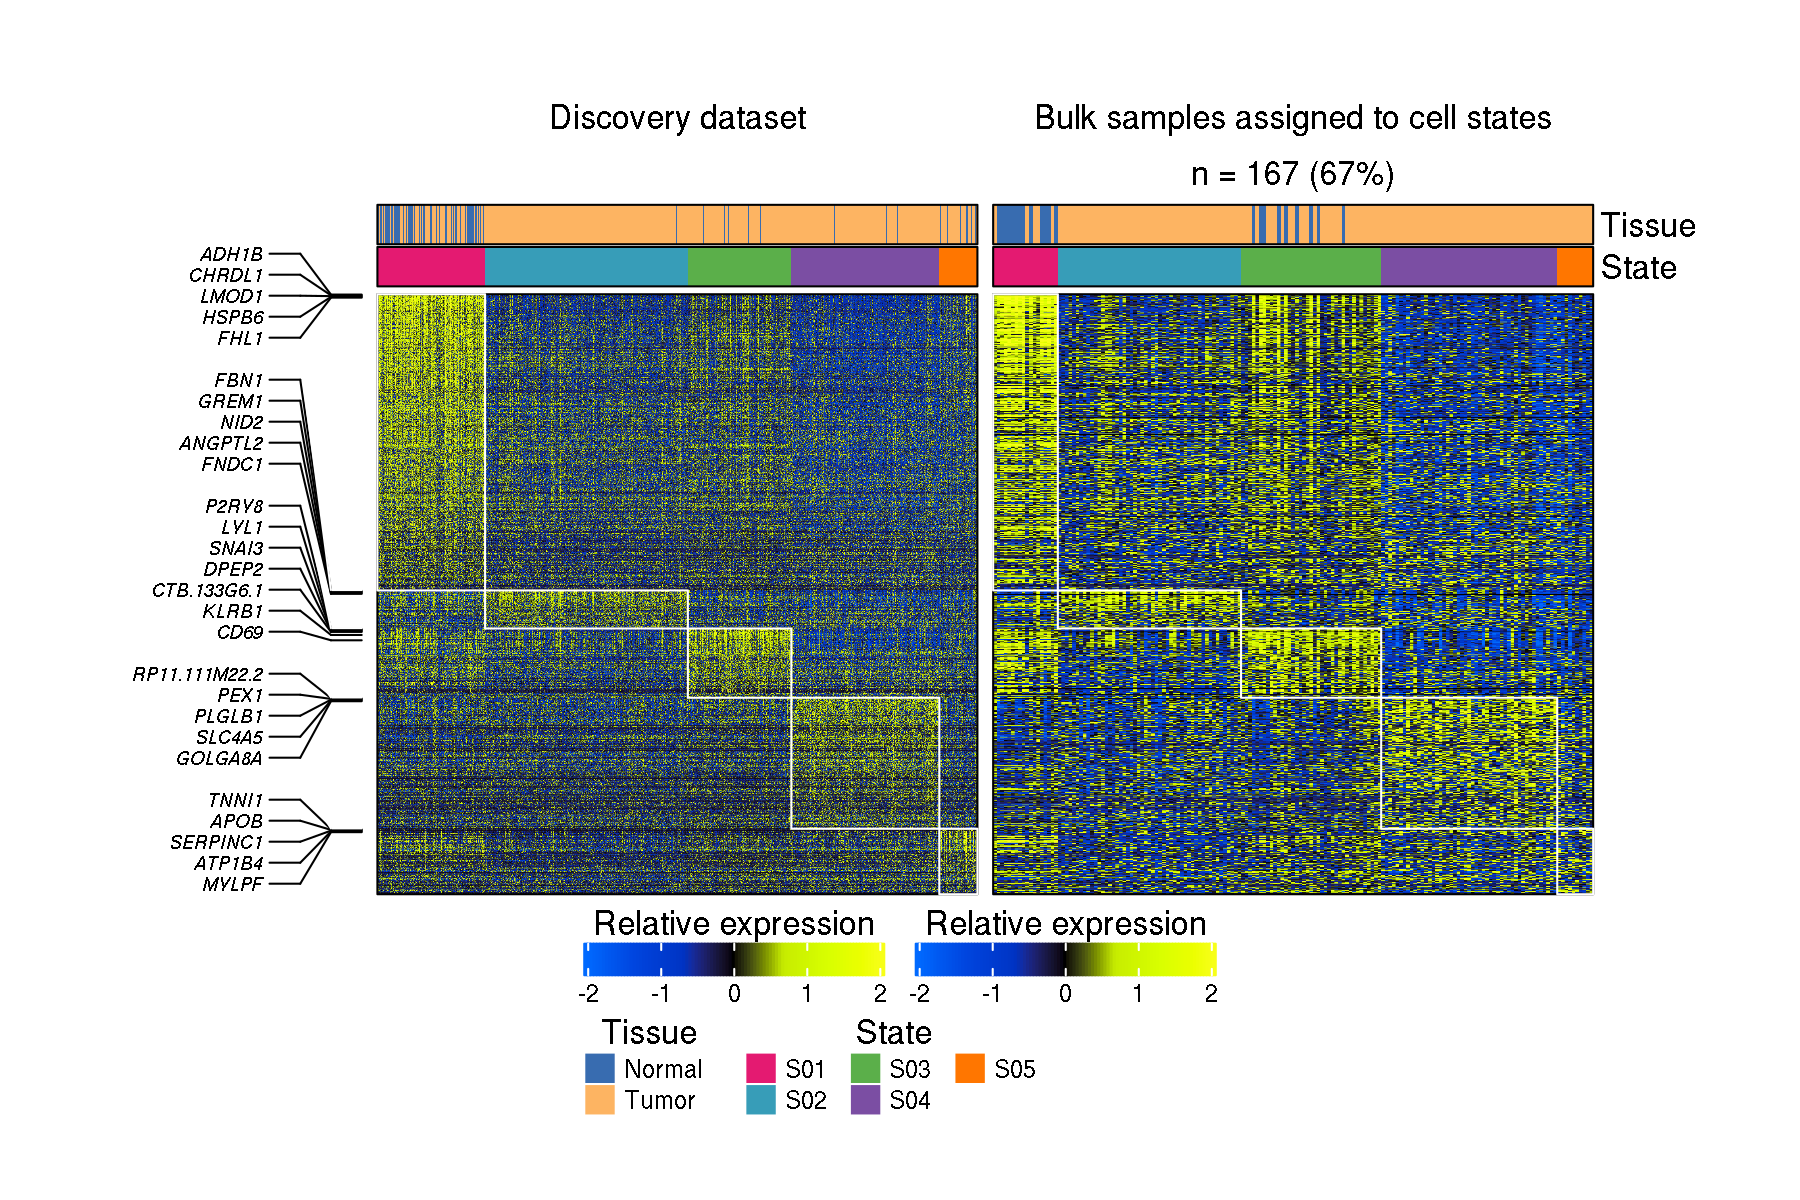 Discovery dataset
Bulk samples assigned to cell states
n = 167 (67%)
Tissue
State
ADH1B
CHRDL1
LMOD1
HSPB6
FHL1
FBN1
GREM1
NID2
ANGPTL2
FNDC1
P2RY8
LYL1
SNAI3
DPEP2
CTB.133G6.1
KLRB1
CD69
RP11.111M22.2
PEX1
PLGLB1
SLC4A5
GOLGA8A
TNNI1
APOB
SERPINC1
ATP1B4
MYLPF
Relative expression Relative expression
-2 -1 0 1 2 -2 -1 0 1 2
Tissue State
Normal S01 S03 S05
Tumor S02 S04